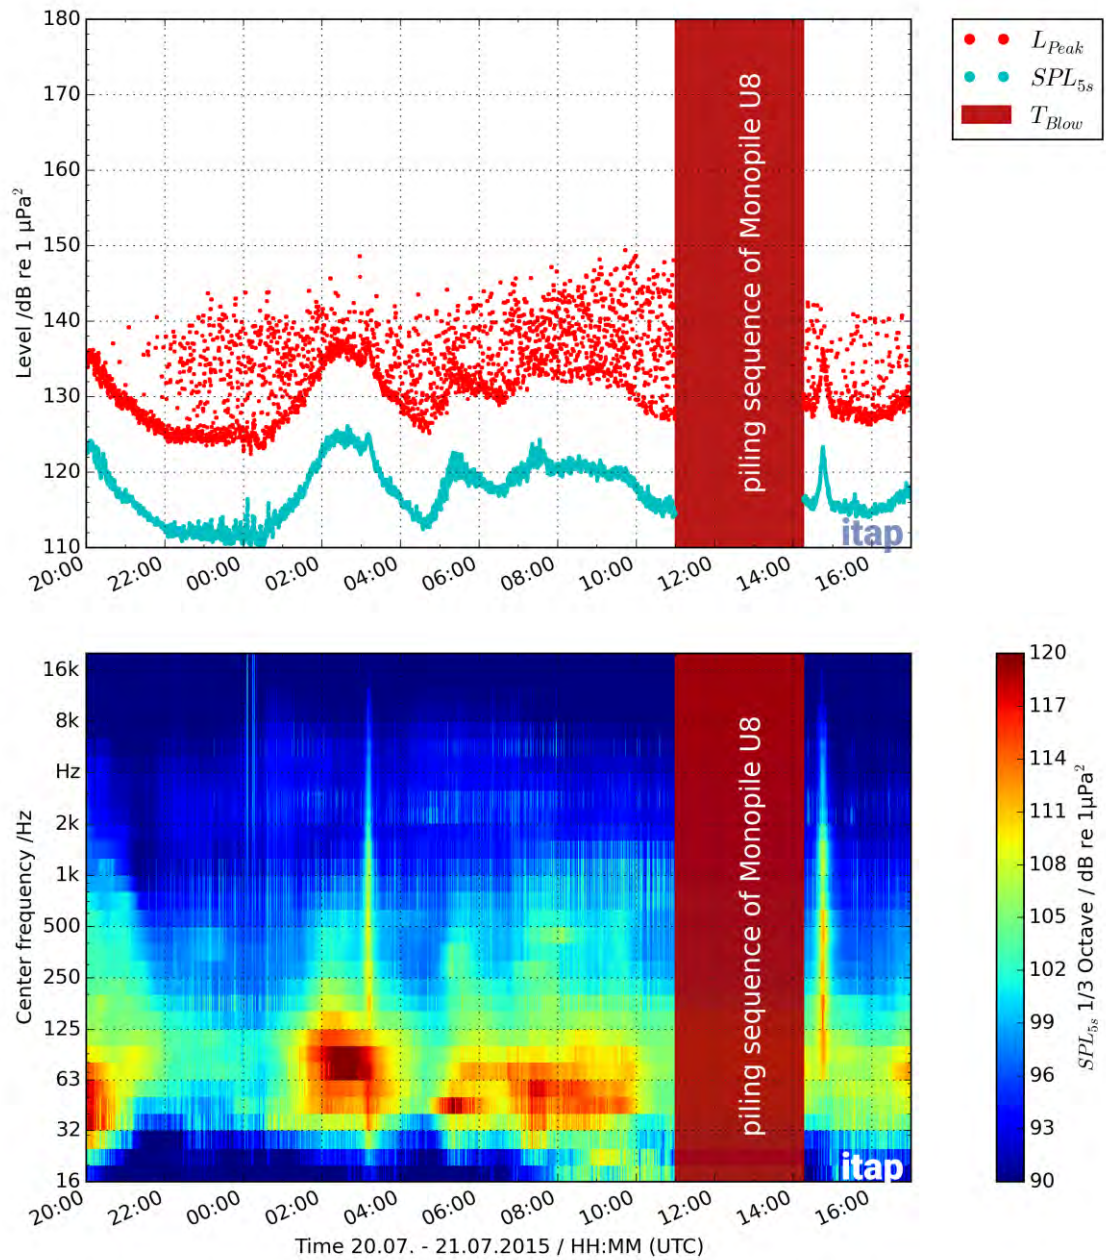 180
170
160
150
140
130
120
110
Level /dB re 1 µPa²
piling sequence of Monopile U8
itap
20:00 22:00 00:00 02:00 04:00 06:00 08:00 10:00 12:00 14:00 16:00
L_Peak
SPL_5s
T_Blow
16k
8k
Hz
2k
1k
500
250
125
63
32
16
Center frequency /Hz
piling sequence of Monopile U8
itap
20:00 22:00 00:00 02:00 04:00 06:00 08:00 10:00 12:00 14:00 16:00
Time 20.07. - 21.07.2015 / HH:MM (UTC)
120
117
114
111
108
105
102
99
96
93
90
SPL_5s 1/3 Octave / dB re 1µPa²